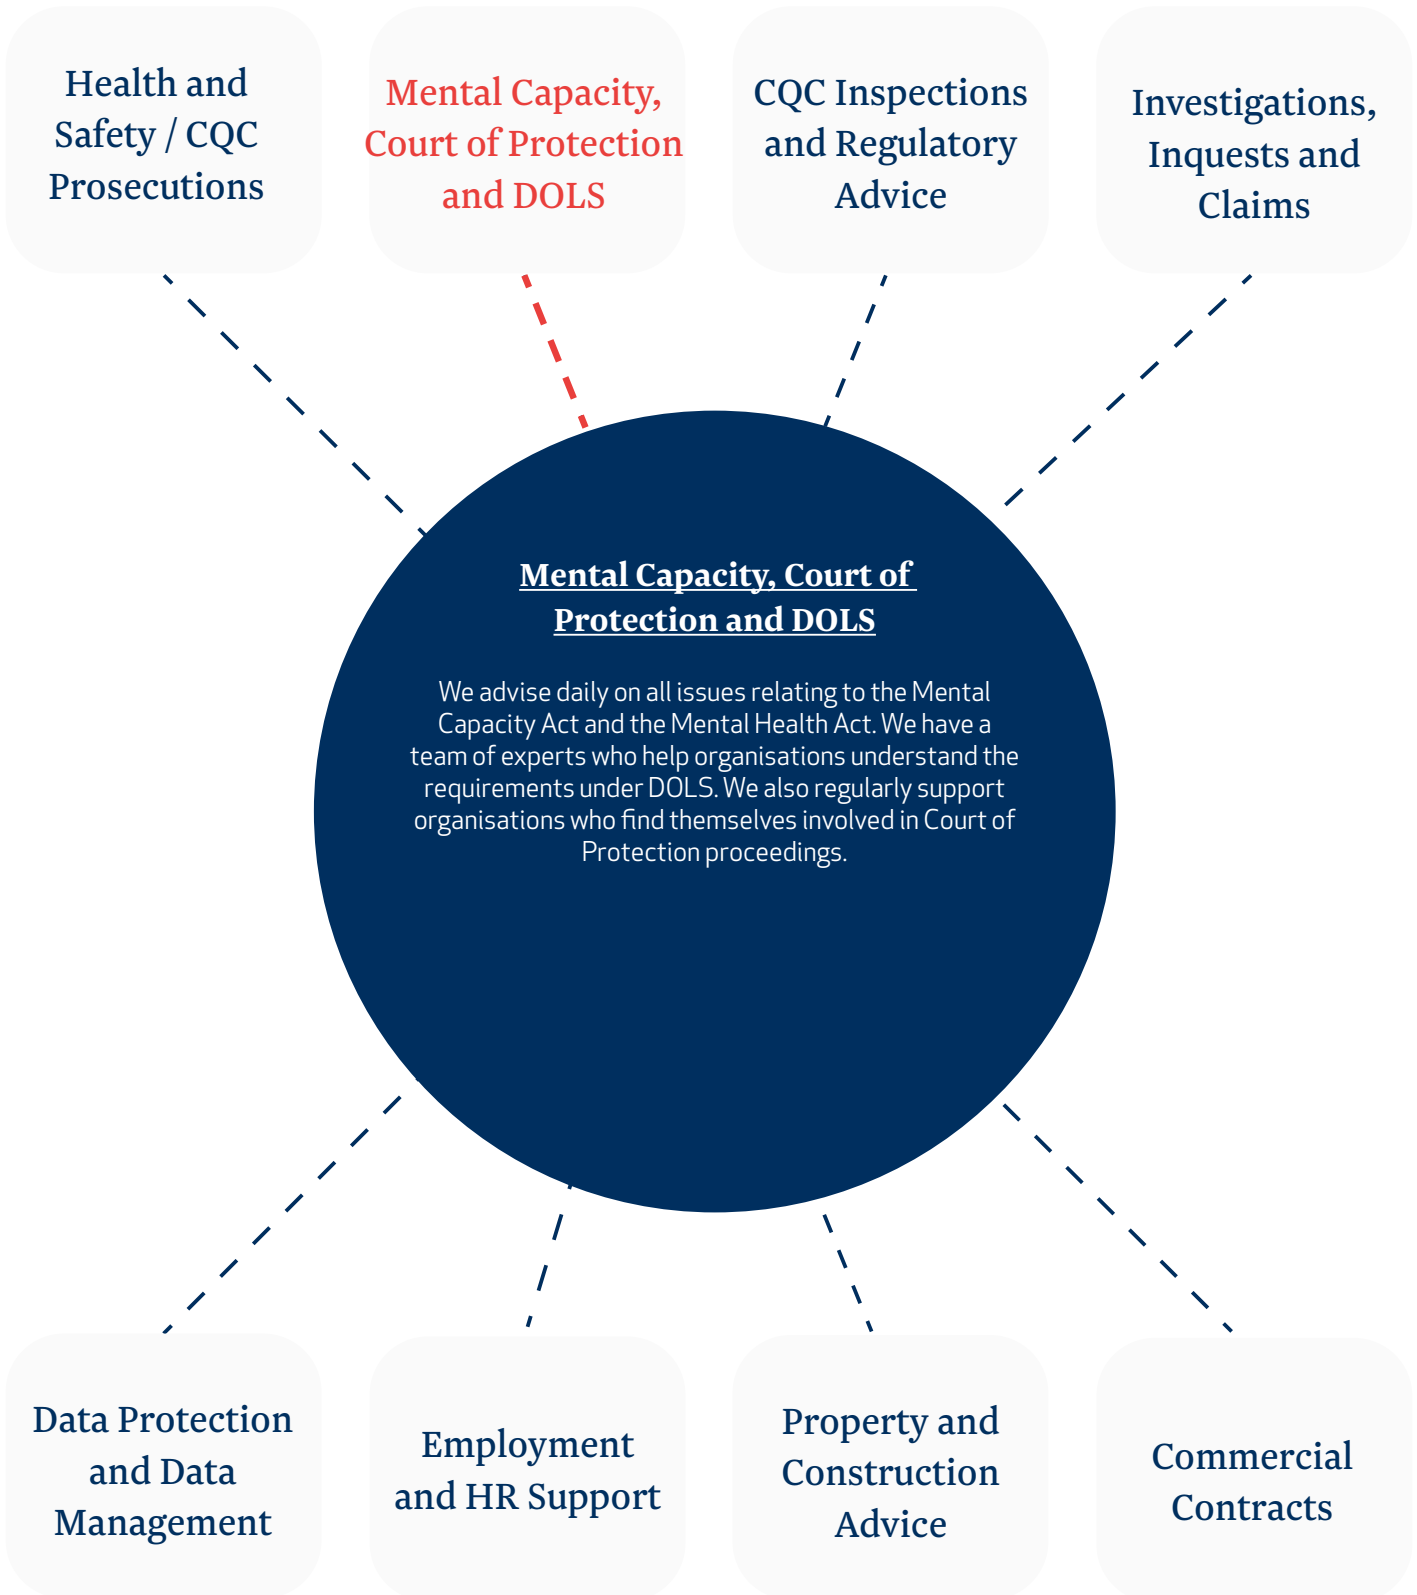 Health and
Safety / CQC
Prosecutions
Mental Capacity,
Court of Protection
and DOLS
CQC Inspections
and Regulatory
Advice
Investigations,
Inquests and
Claims
Mental Capacity, Court of
Protection and DOLS
We advise daily on all issues relating to the Mental
Capacity Act and the Mental Health Act. We have a
team of experts who help organisations understand the
requirements under DOLS. We also regularly support
organisations who find themselves involved in Court of
Protection proceedings.
Data Protection
and Data
Management
Employment
and HR Support
Property and
Construction
Advice
Commercial
Contracts